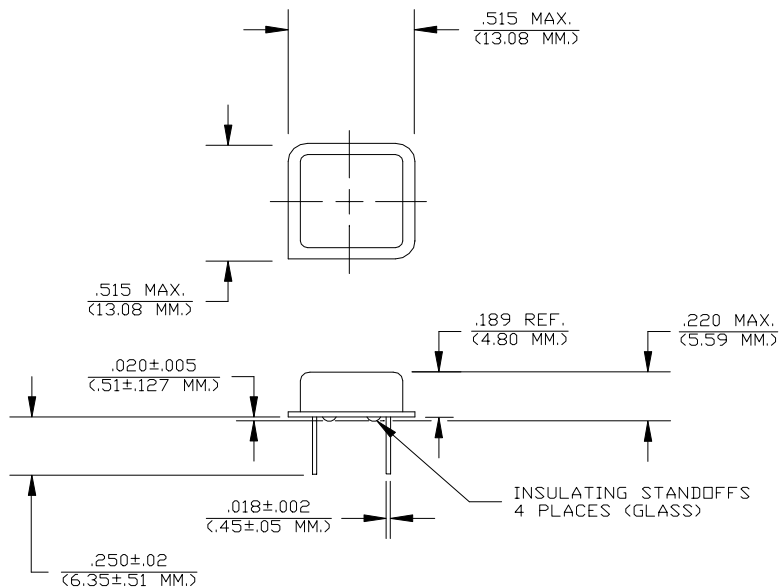 .515 MAX.
(13.08 MM.)
.515 MAX.
(13.08 MM.)
.189 REF.
(4.80 MM.)
.220 MAX.
(5.59 MM.)
.020±.005
(.51±.127 MM.)
INSULATING STANDOFFS
4 PLACES (GLASS)
.018±.002
(.45±.05 MM.)
.250±.02
(6.35±.51 MM.)